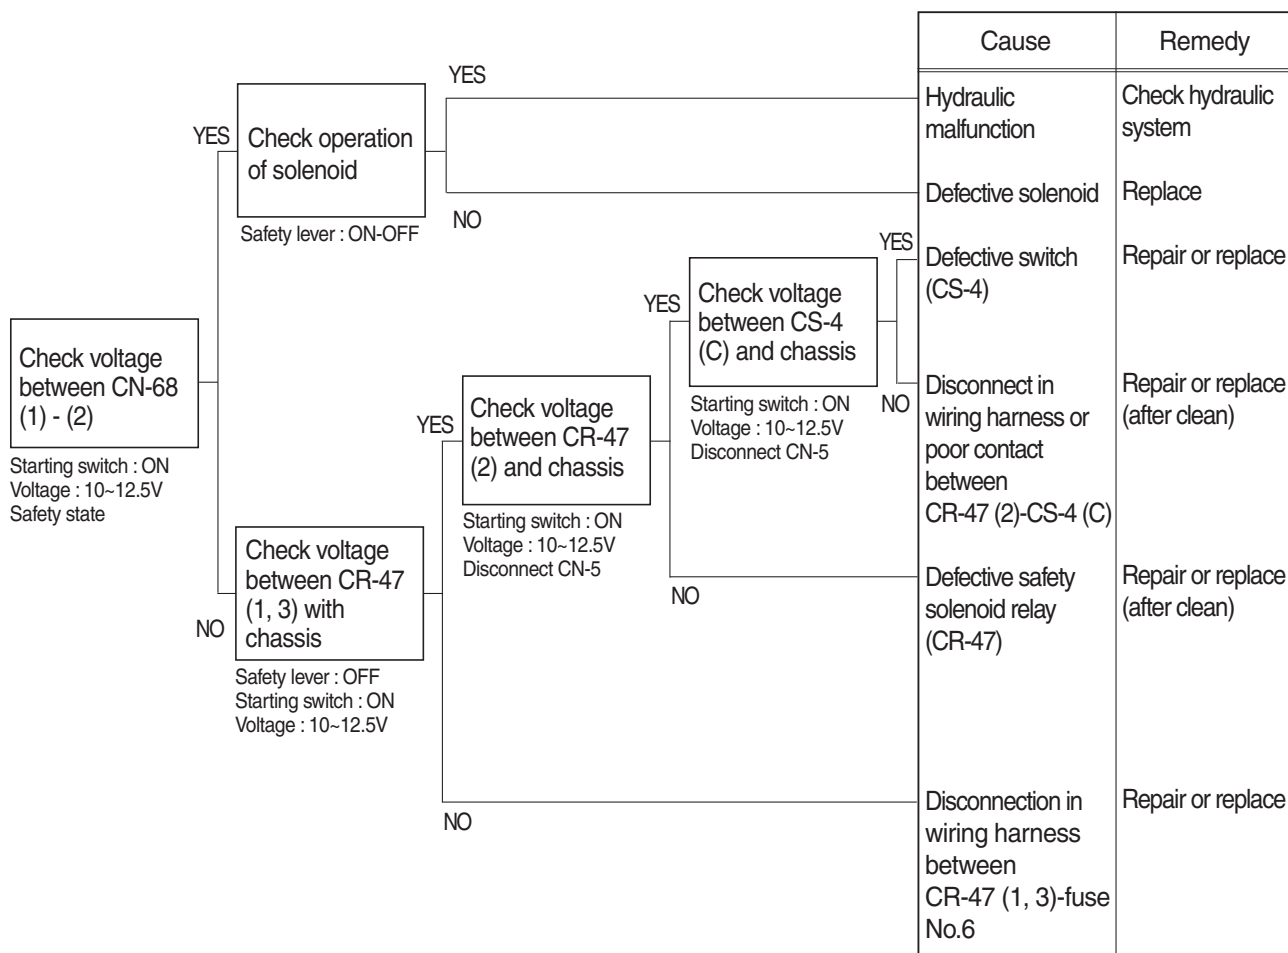 Cause
Remedy
YES
Hydraulic
malfunction
Check hydraulic
system
YES
Check operation
of solenoid
Defective solenoid
Replace
NO
Safety lever : ON-OFF
YES
Defective switch
(CS-4)
Repair or replace
YES
Check voltage
between CS-4
(C) and chassis
Check voltage
between CN-68
(1) - (2)
Starting switch : ON
Voltage : 10~12.5V
Disconnect CN-5
NO
Disconnect in
wiring harness or
poor contact
between
CR-47 (2)-CS-4 (C)
Repair or replace
(after clean)
YES
Check voltage
between CR-47
(2) and chassis
Starting switch : ON
Voltage : 10~12.5V
Safety state
Starting switch : ON
Voltage : 10~12.5V
Disconnect CN-5
Check voltage
between CR-47
(1, 3) with
chassis
NO
NO
Defective safety
solenoid relay
(CR-47)
Repair or replace
(after clean)
Safety lever : OFF
Starting switch : ON
Voltage : 10~12.5V
NO
Disconnection in
wiring harness
between
CR-47 (1, 3)-fuse
No.6
Repair or replace